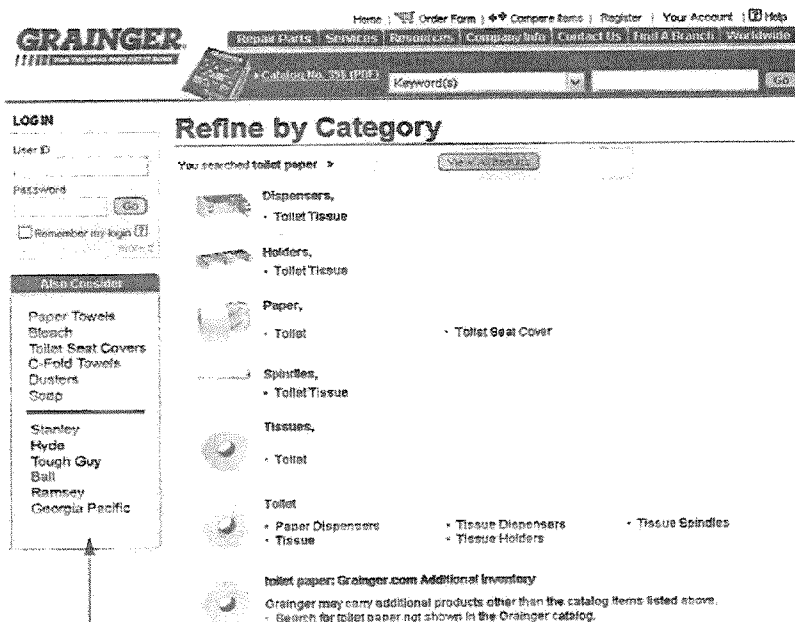 Home | Order Form | Compare Items | Register | Your Account | ? Help
GRAINGER.
Repair Parts | Services | Resources | Company Info | Contact Us | Find A Branch | Worldwide
Catalog No. (PDF)
Keyword(s)
GO
LOGIN
User ID
Password
Go
Remember my login ?
Refine by Category
You searched toilet paper >
View All Results
Dispensers,
• Toilet Tissue
Holders,
• Toilet Tissue
Paper,
• Toilet
• Toilet Seat Cover
Spindles,
• Toilet Tissue
Tissues,
• Toilet
Toilet
• Paper Dispensers
• Tissue Dispensers
• Tissue Spindles
• Tissue
• Tissue Holders
toilet paper: Grainger.com Additional Inventory
Grainger may carry additional products other than the catalog items listed above.
- Search for toilet paper not shown in the Grainger catalog.
Also Consider
Paper Towels
Bleach
Toilet Seat Covers
C-Fold Towels
Dusters
Soap
Stanley
Hyde
Tough Guy
Ball
Ramsey
Georgia Pacific